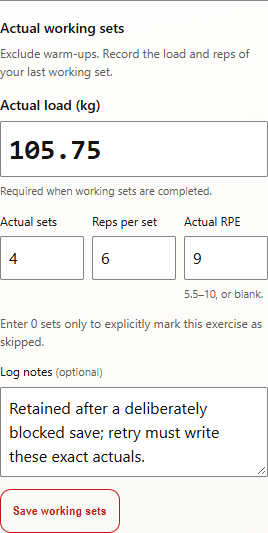 Actual working sets
Exclude warm-ups. Record the load and reps of
your last working set.
Actual load (kg)
105.75
Required when working sets are completed.
Actual sets Reps per set Actual RPE
4 6 9
5.5–10, or blank.
Enter 0 sets only to explicitly mark this exercise as
skipped.
Log notes (optional)
Retained after a deliberately
blocked save; retry must write
these exact actuals.
Save working sets